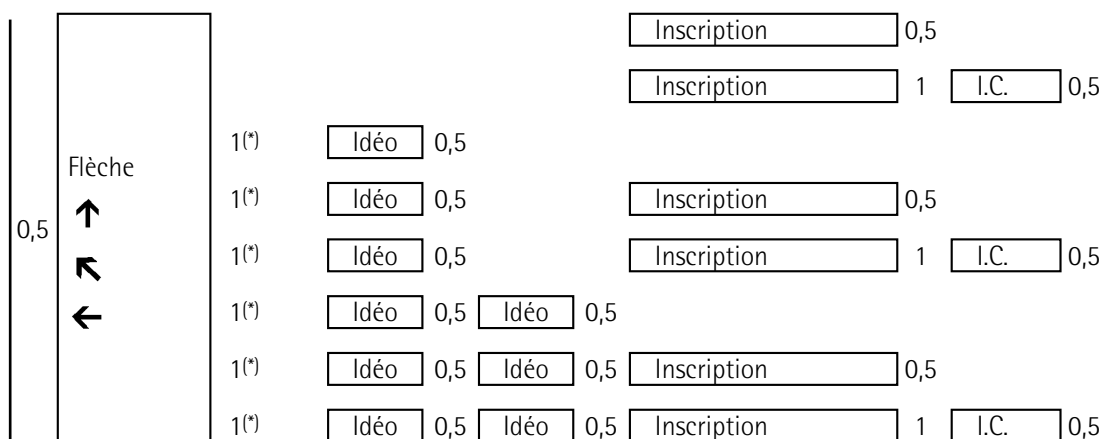 Inscription 0,5
Inscription 1 I.C. 0,5
1(*) Idéo 0,5
Flèche
1(*) Idéo 0,5 Inscription 0,5
0,5
1(*) Idéo 0,5 Inscription 1 I.C. 0,5
1(*) Idéo 0,5 Idéo 0,5
1(*) Idéo 0,5 Idéo 0,5 Inscription 0,5
1(*) Idéo 0,5 Idéo 0,5 Inscription 1 I.C. 0,5